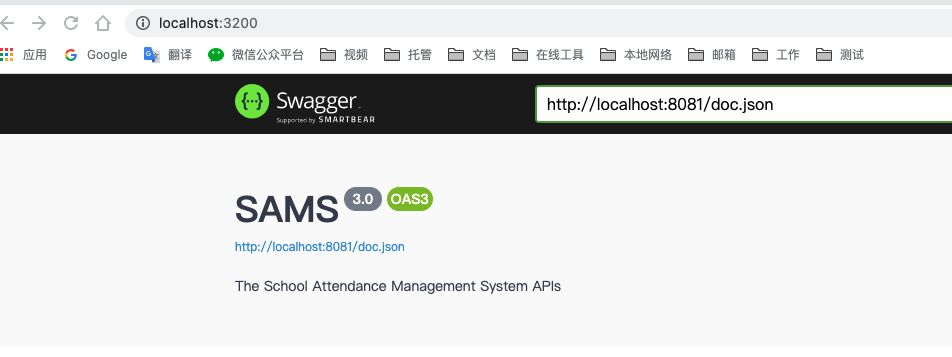 localhost:3200
应用 Google 翻译 微信公众平台 视频 托管 文档 在线工具 本地网络 邮箱 工作 测试
Swagger
Supported by SMARTBEAR
http://localhost:8081/doc.json
SAMS 3.0 OAS3
http://localhost:8081/doc.json
The School Attendance Management System APIs